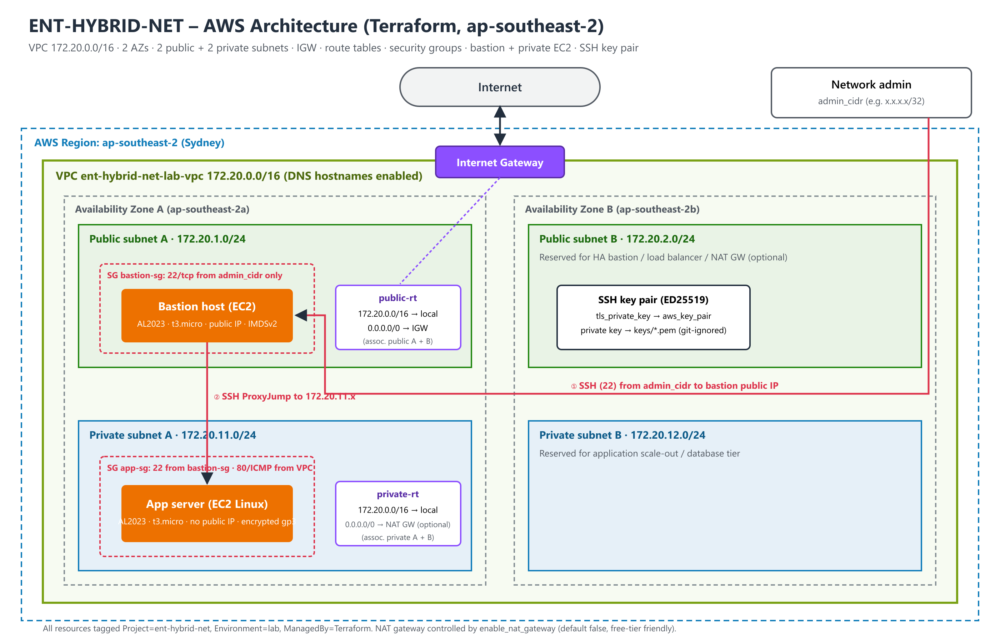 ENT-HYBRID-NET – AWS Architecture (Terraform, ap-southeast-2)
VPC 172.20.0.0/16 · 2 AZs · 2 public + 2 private subnets · IGW · route tables · security groups · bastion + private EC2 · SSH key pair
Internet
Network admin
admin_cidr (e.g. x.x.x.x/32)
AWS Region: ap-southeast-2 (Sydney)
Internet Gateway
VPC ent-hybrid-net-lab-vpc 172.20.0.0/16 (DNS hostnames enabled)
Availability Zone A (ap-southeast-2a)
Public subnet A · 172.20.1.0/24
SG bastion-sg: 22/tcp from admin_cidr only
Bastion host (EC2)
AL2023 · t3.micro · public IP · IMDSv2
public-rt
172.20.0.0/16 → local
0.0.0.0/0 → IGW
(assoc. public A + B)
Availability Zone B (ap-southeast-2b)
Public subnet B · 172.20.2.0/24
Reserved for HA bastion / load balancer / NAT GW (optional)
SSH key pair (ED25519)
tls_private_key → aws_key_pair
private key → keys/*.pem (git-ignored)
① SSH (22) from admin_cidr to bastion public IP
② SSH ProxyJump to 172.20.11.x
Private subnet A · 172.20.11.0/24
SG app-sg: 22 from bastion-sg · 80/ICMP from VPC
App server (EC2 Linux)
AL2023 · t3.micro · no public IP · encrypted gp3
private-rt
172.20.0.0/16 → local
0.0.0.0/0 → NAT GW (optional)
(assoc. private A + B)
Private subnet B · 172.20.12.0/24
Reserved for application scale-out / database tier
All resources tagged Project=ent-hybrid-net, Environment=lab, ManagedBy=Terraform. NAT gateway controlled by enable_nat_gateway (default false, free-tier friendly).